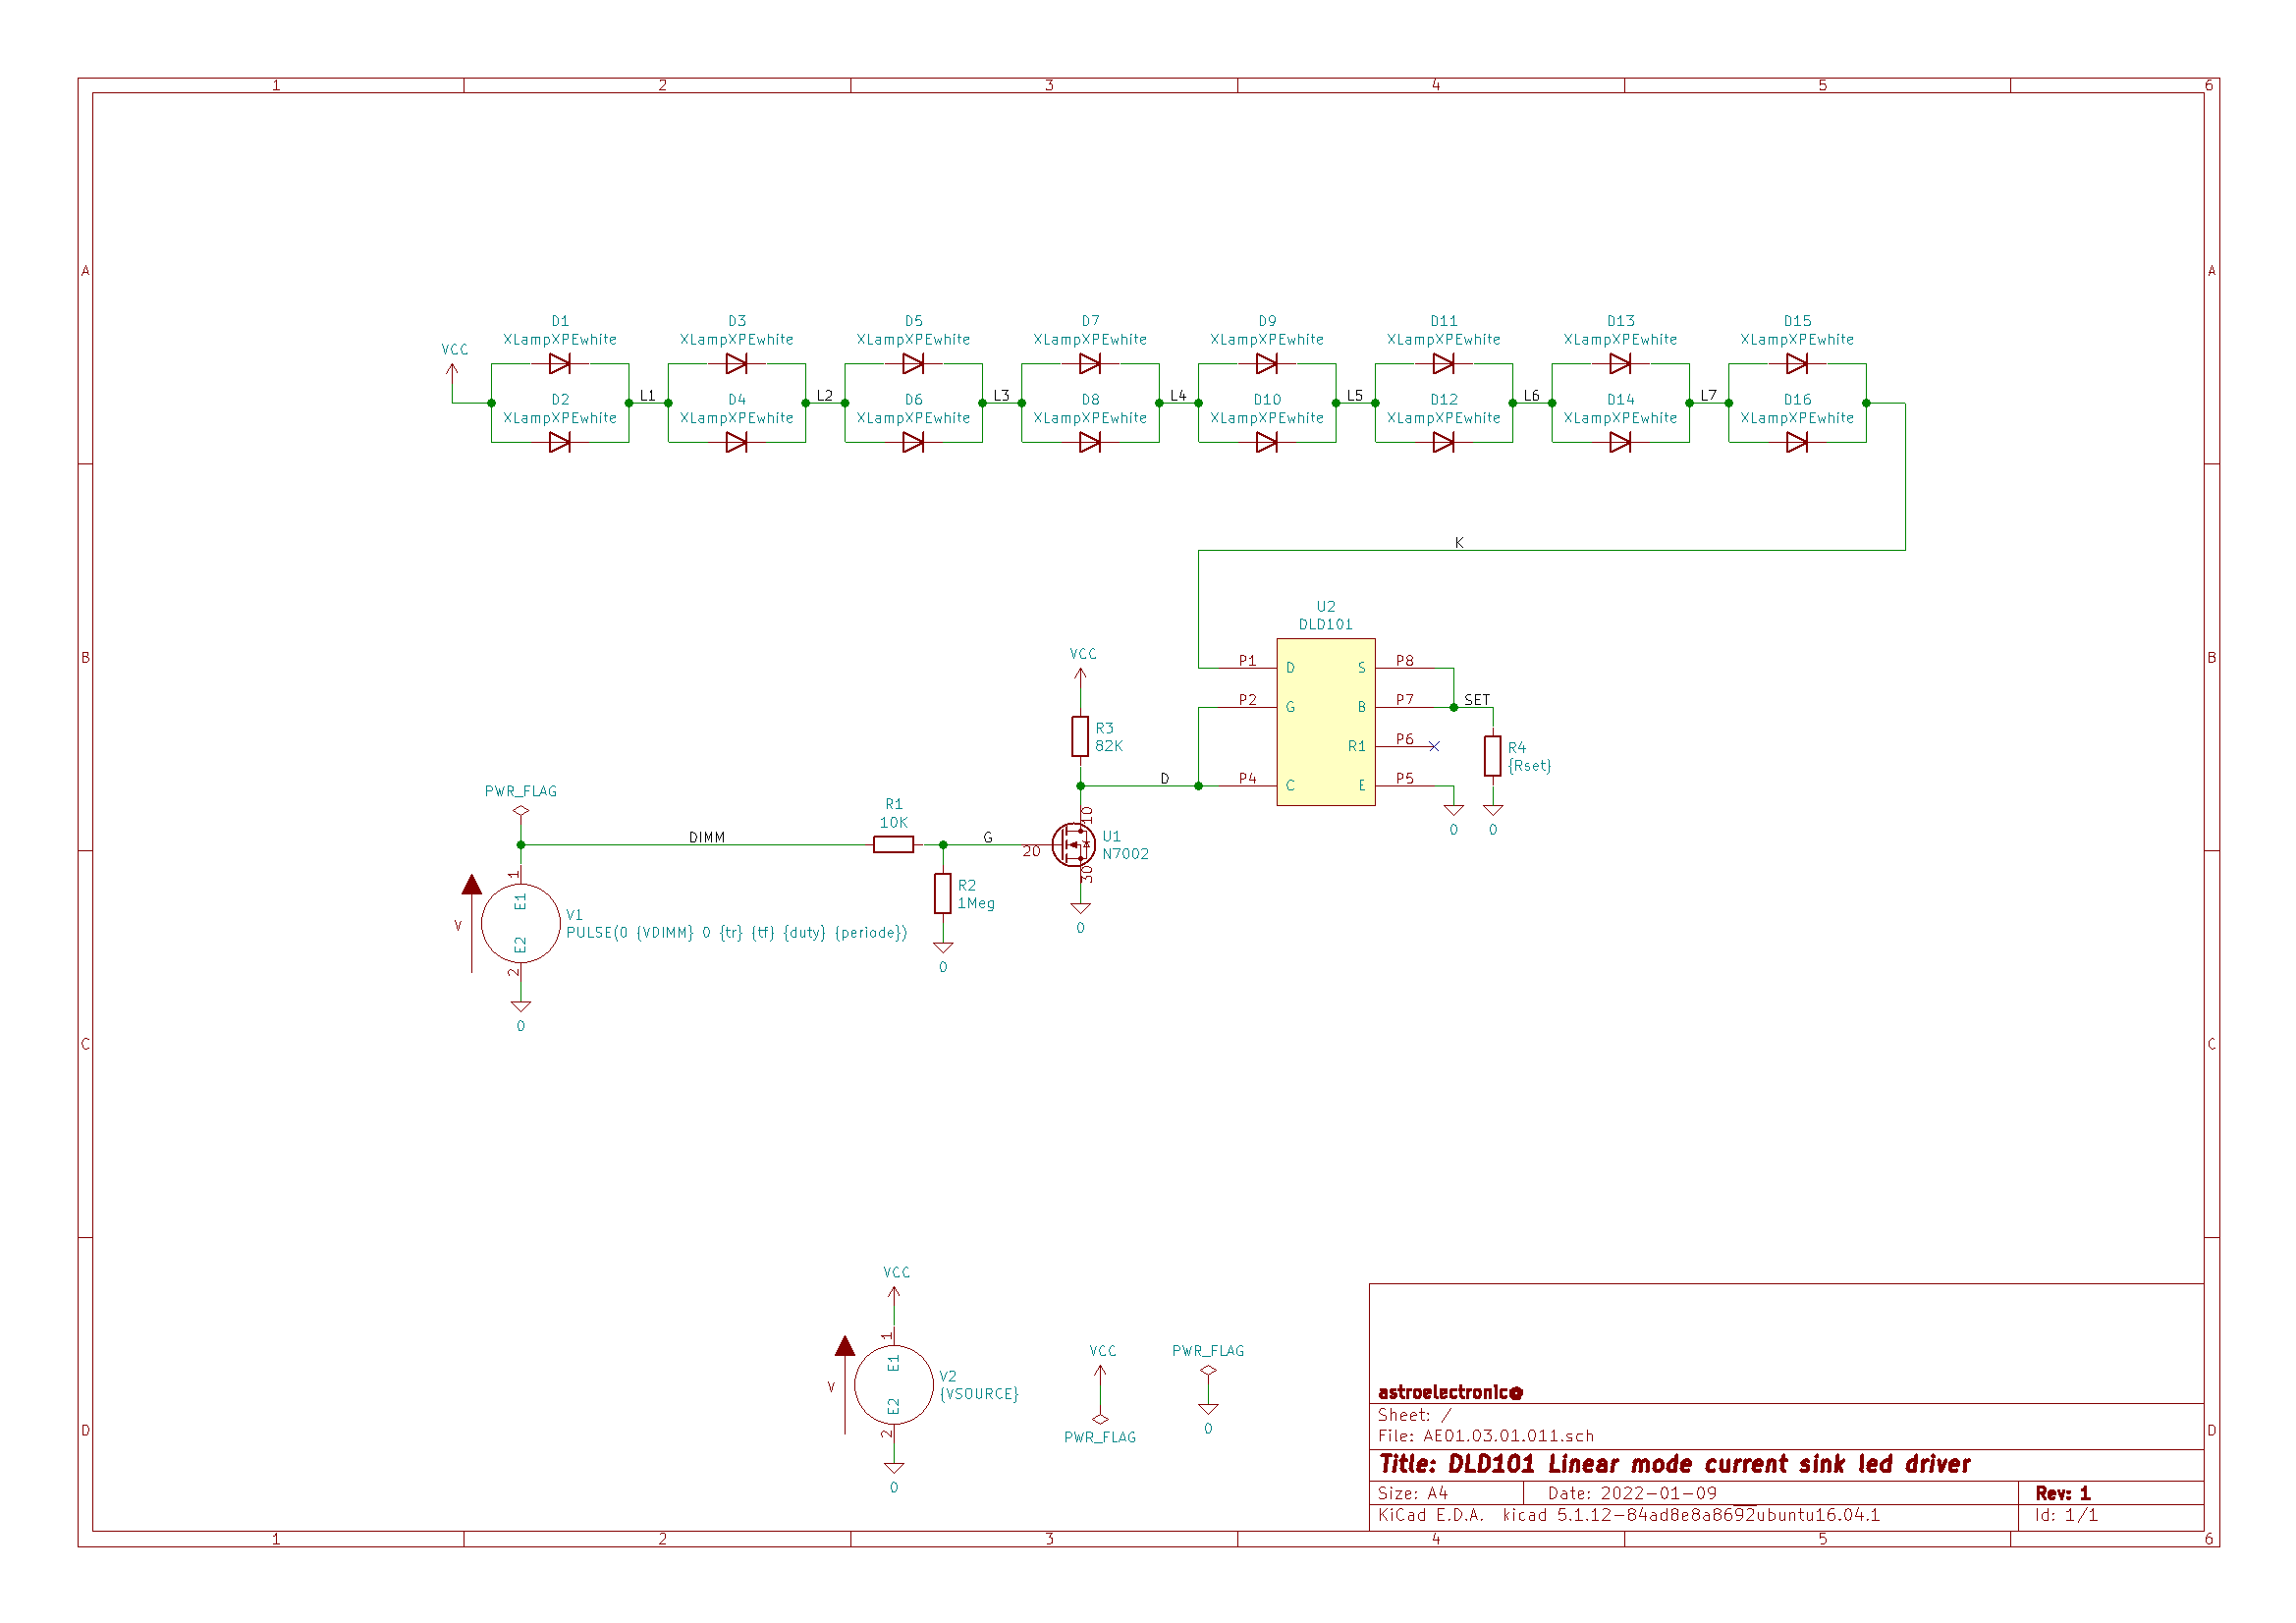 1 2 3 4 5 6
A A
D1 D3 D5 D7 D9 D11 D13 D15
XLampXPEwhite XLampXPEwhite XLampXPEwhite XLampXPEwhite XLampXPEwhite XLampXPEwhite XLampXPEwhite XLampXPEwhite
VCC
L1 L2 L3 L4 L5 L6 L7
D2 D4 D6 D8 D10 D12 D14 D16
XLampXPEwhite XLampXPEwhite XLampXPEwhite XLampXPEwhite XLampXPEwhite XLampXPEwhite XLampXPEwhite XLampXPEwhite
K
U2
DLD101
B B
VCC
P1 D S P8
P2 G B P7 SET
R1 P6
P4 C E P5
R3
82K
R4
{Rset}
D
0 0
PWR_FLAG
DIMM
R1
10K
G
20
10
30
U1
N7002
0
R2
1Meg
0
1
E1
V
E2
2
V1
PULSE(0 {VDIMM} 0 {tr} {tf} {duty} {periode})
0
C C
VCC
1
E1
V
E2
2
V2
{VSOURCE}
0
VCC
PWR_FLAG
PWR_FLAG
0
D D
astroelectronic@
Sheet: /
File: AE01.03.01.011.sch
Title: DLD101 Linear mode current sink led driver
Size: A4 Date: 2022-01-09 Rev: 1
KiCad E.D.A. kicad 5.1.12-84ad8e8a8692ubuntu16.04.1 Id: 1/1
1 2 3 4 5 6